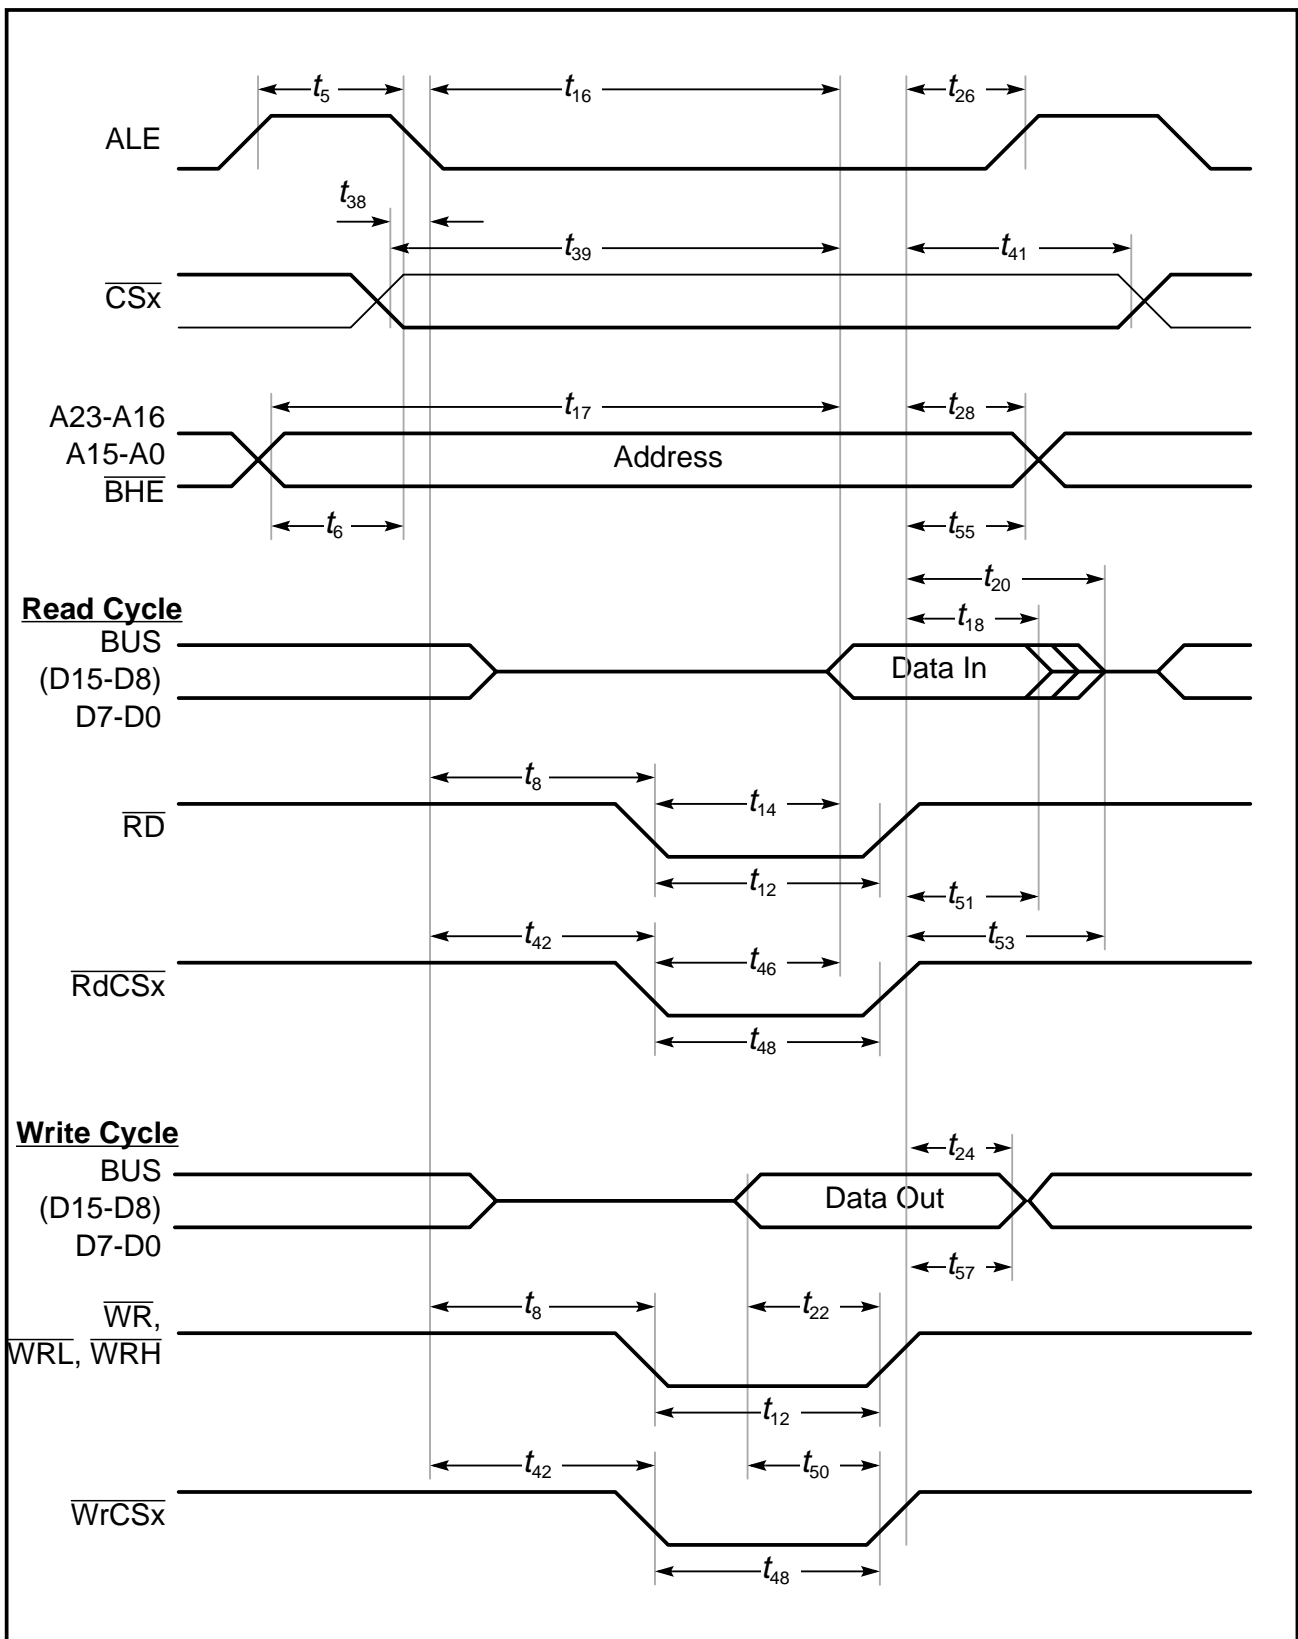 t5 t16 t26
ALE
t38
t39 t41
CSx
t17 t28
A23-A16
A15-A0
BHE
Address
t6 t55
t20
t18
Read Cycle
BUS
(D15-D8)
D7-D0
Data In
t8
t14
RD
t12
t51
t42 t53
t46
RdCSx
t48
Write Cycle
t24
BUS
(D15-D8)
D7-D0
Data Out
t57
t8 t22
WR,
WRL, WRH
t12
t42 t50
WrCSx
t48